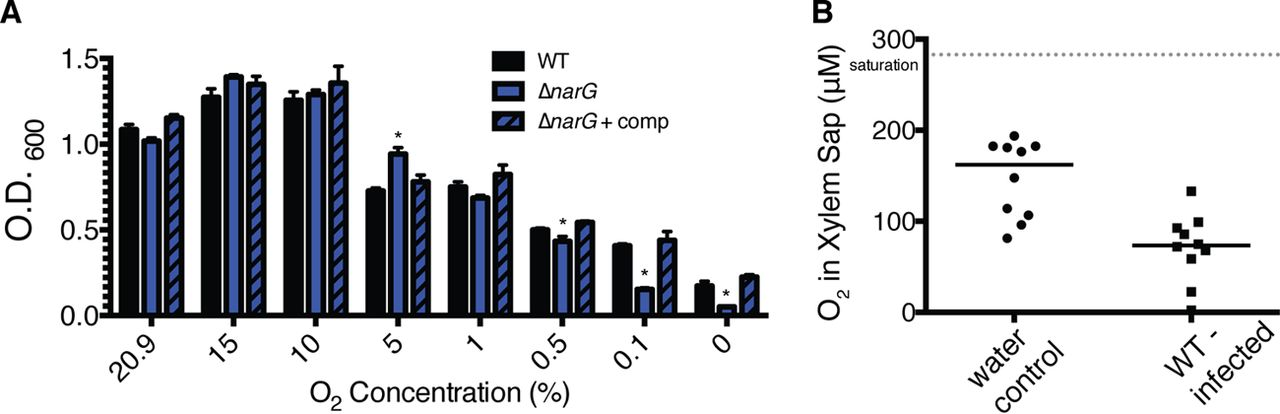 A
O.D. 600
1.5
1.0
0.5
0.0
WT
ΔnarG
ΔnarG + comp
*
*
*
*
20.9
15
10
5
1
0.5
0.1
0
O2 Concentration (%)
B
O2 in Xylem Sap (μM)
300
saturation
200
100
0
water
control
WT -
infected